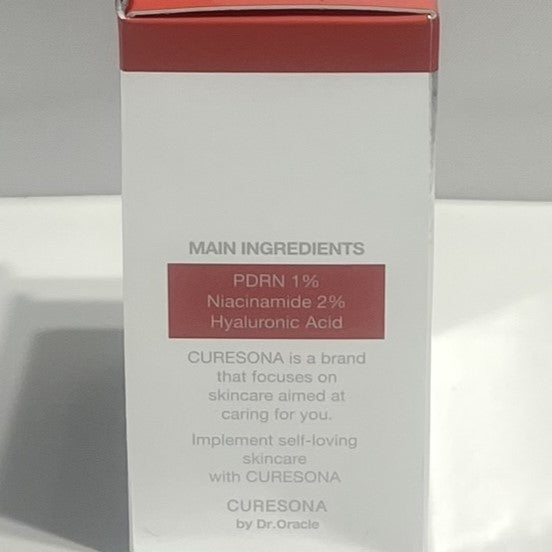 MAIN INGREDIENTS
PDRN 1%
Niacinamide 2%
Hyaluronic Acid
CURESONA is a brand
that focuses on
skincare aimed at
caring for you.
Implement self-loving
skincare
with CURESONA
CURESONA
by Dr.Oracle